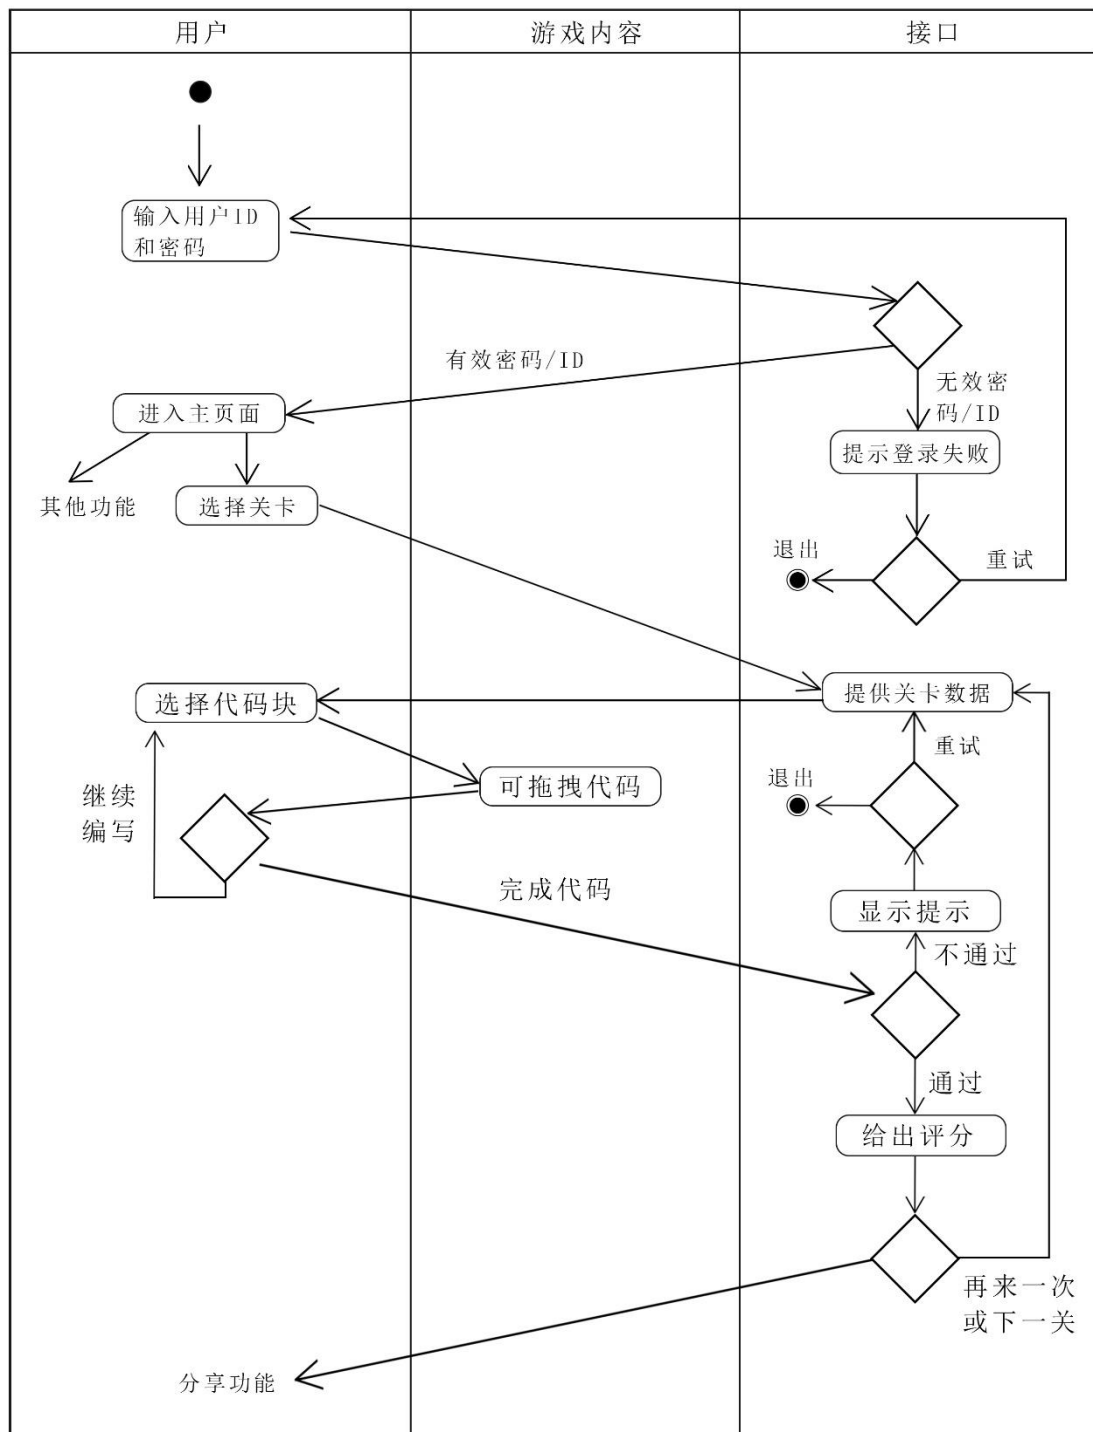 用户
游戏内容
接口
输入用户ID
和密码
有效密码/ID
无效密
码/ID
进入主页面
提示登录失败
其他功能
选择关卡
退出
重试
选择代码块
提供关卡数据
重试
可拖拽代码
退出
继续
编写
完成代码
显示提示
不通过
通过
给出评分
再来一次
或下一关
分享功能